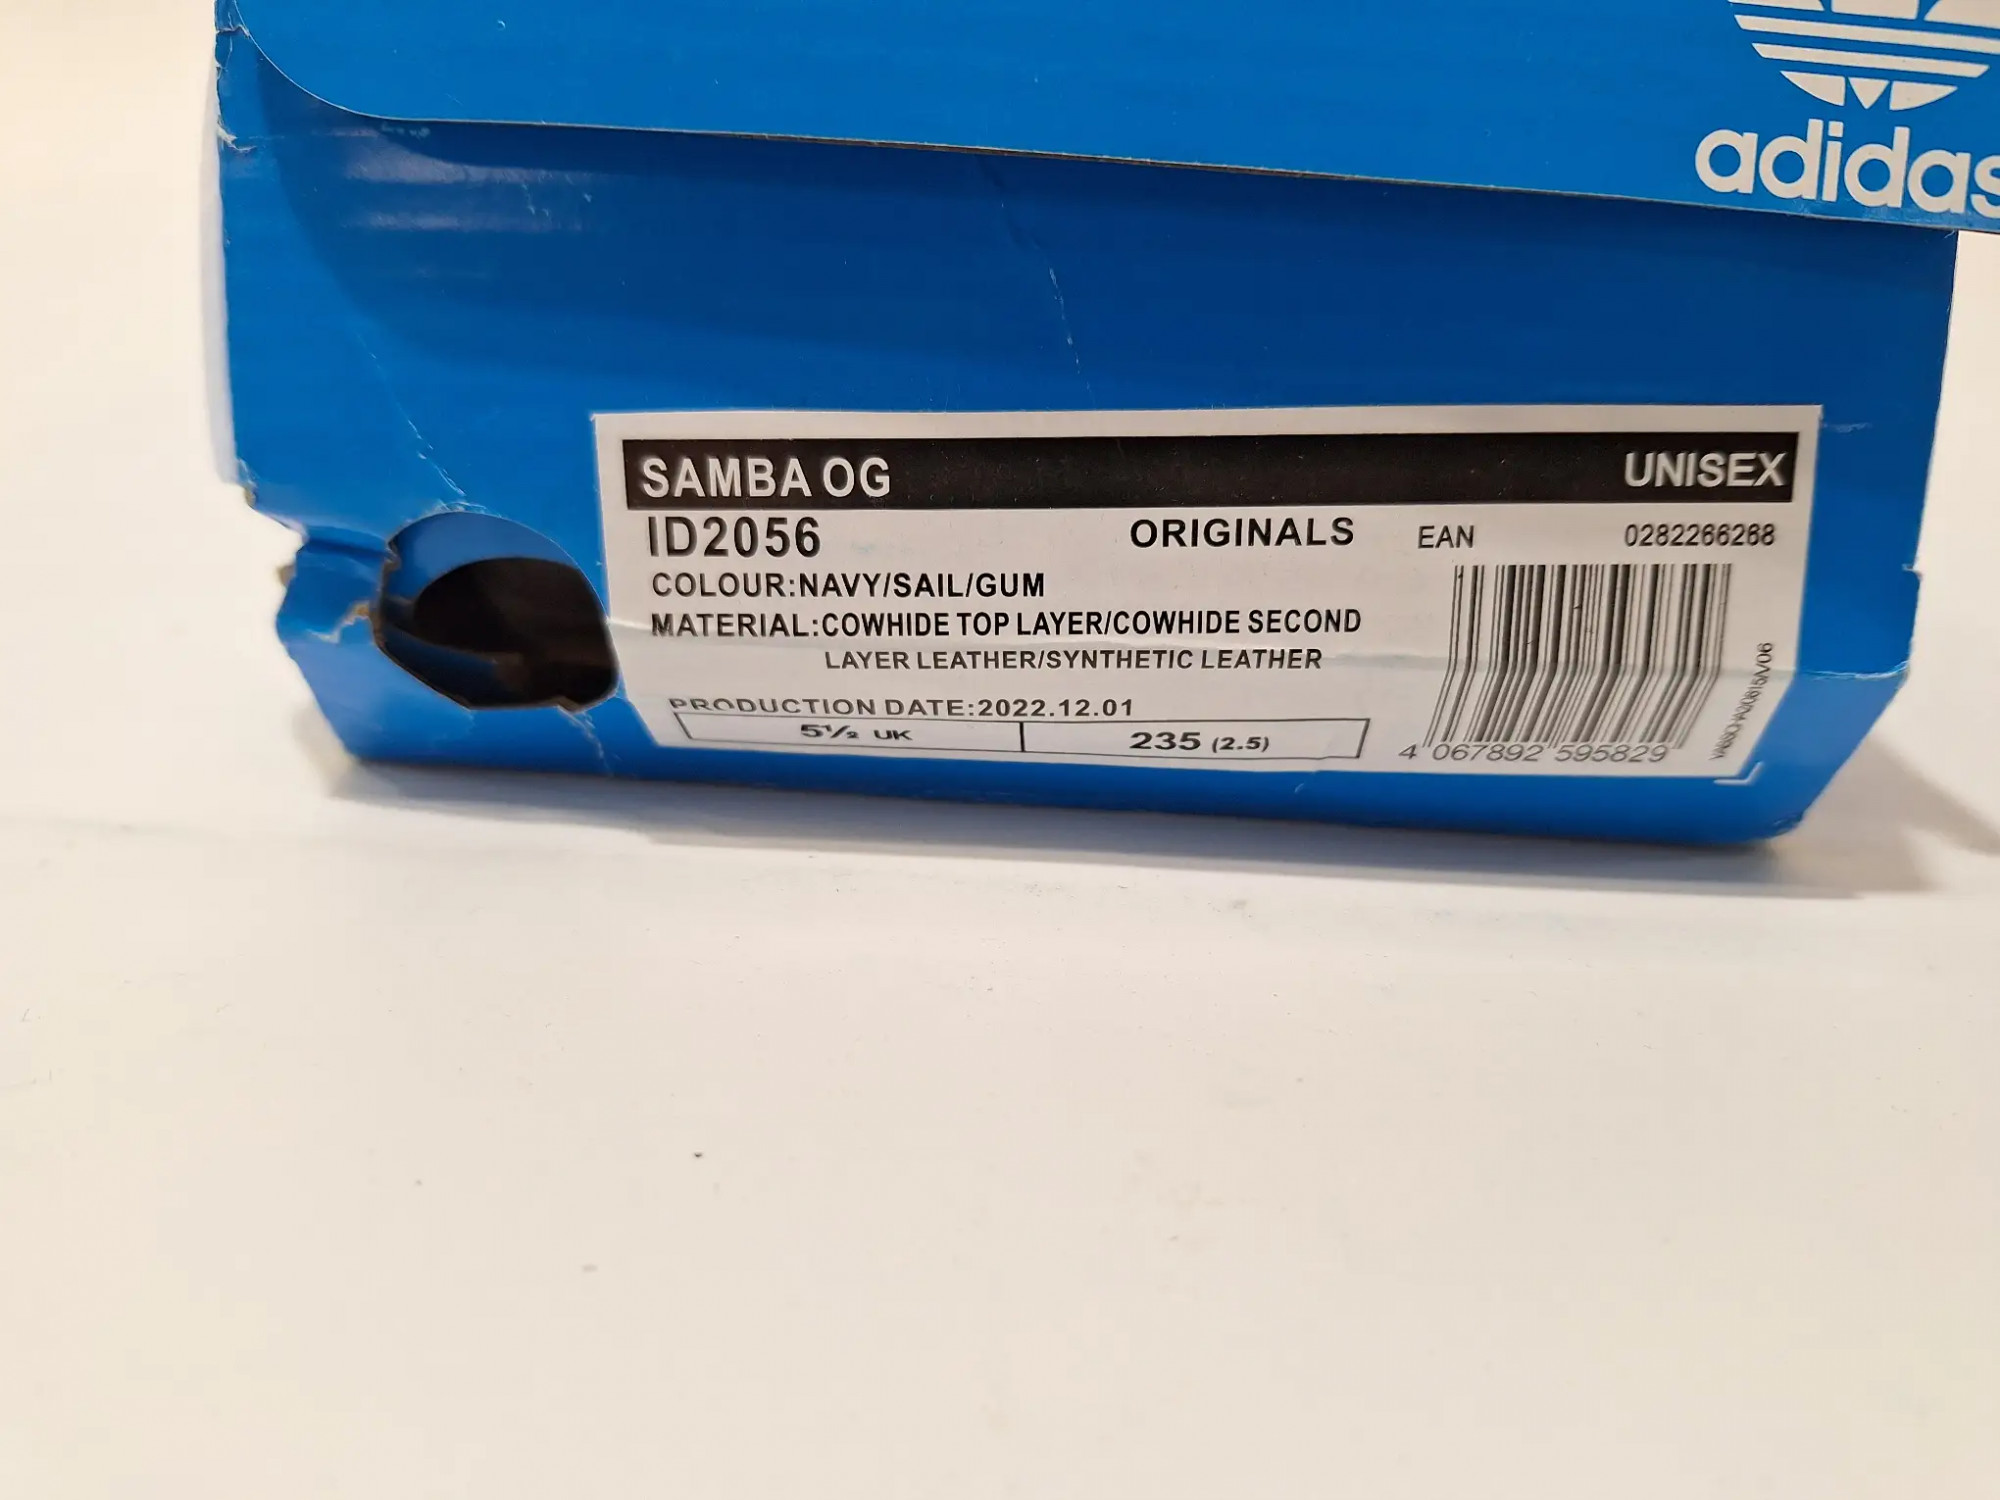 adidas
SAMBA OG UNISEX
ID2056 ORIGINALS EAN 0282266268
COLOUR:NAVY/SAIL/GUM
MATERIAL:COWHIDE TOP LAYER/COWHIDE SECOND
LAYER LEATHER/SYNTHETIC LEATHER
PRODUCTION DATE:2022.12.01
5½ UK 235 (2.5)
4 067892 595829